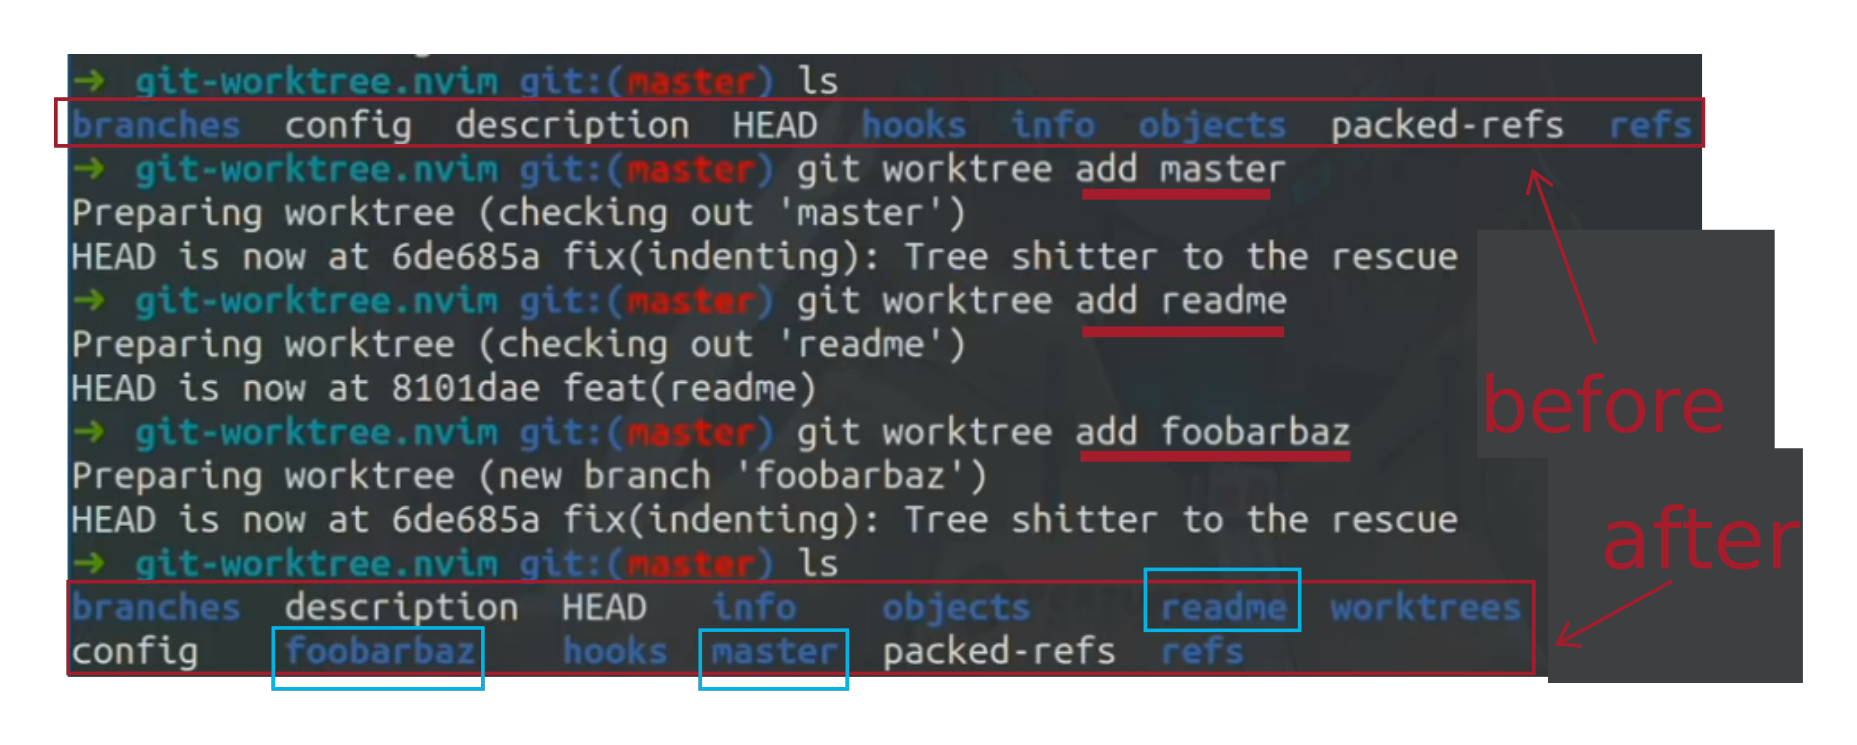 → git-worktree.nvim git:(master) ls
branches config description HEAD hooks info objects packed-refs refs
→ git-worktree.nvim git:(master) git worktree add master
Preparing worktree (checking out 'master')
HEAD is now at 6de685a fix(indenting): Tree shitter to the rescue
→ git-worktree.nvim git:(master) git worktree add readme
Preparing worktree (checking out 'readme')
HEAD is now at 8101dae feat(readme)
→ git-worktree.nvim git:(master) git worktree add foobarbaz
Preparing worktree (new branch 'foobarbaz')
HEAD is now at 6de685a fix(indenting): Tree shitter to the rescue
→ git-worktree.nvim git:(master) ls
branches description HEAD info objects readme worktrees
config foobarbaz hooks master packed-refs refs
before
after